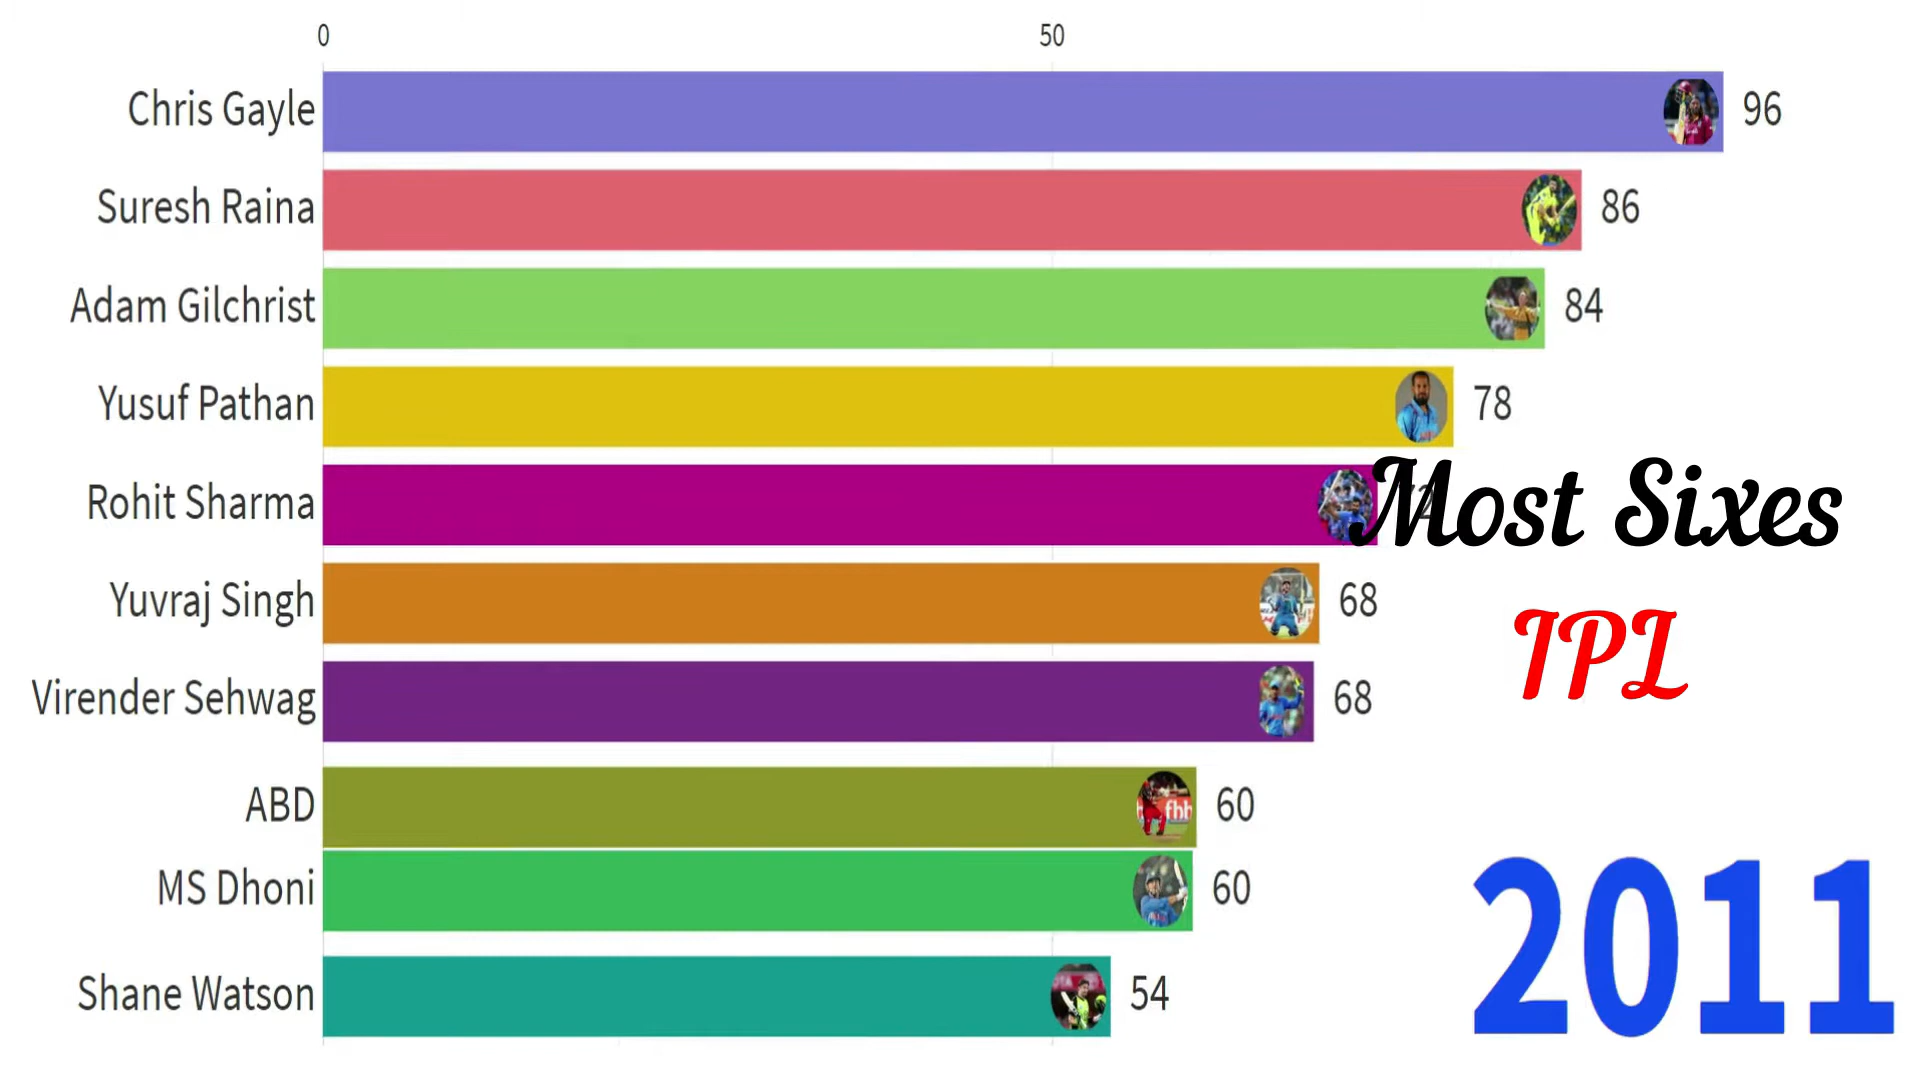 0 50
Chris Gayle 96
Suresh Raina 86
Adam Gilchrist 84
Yusuf Pathan 78
Rohit Sharma
Most Sixes
Yuvraj Singh 68
IPL
Virender Sehwag 68
ABD 60
MS Dhoni 60
2011
Shane Watson 54